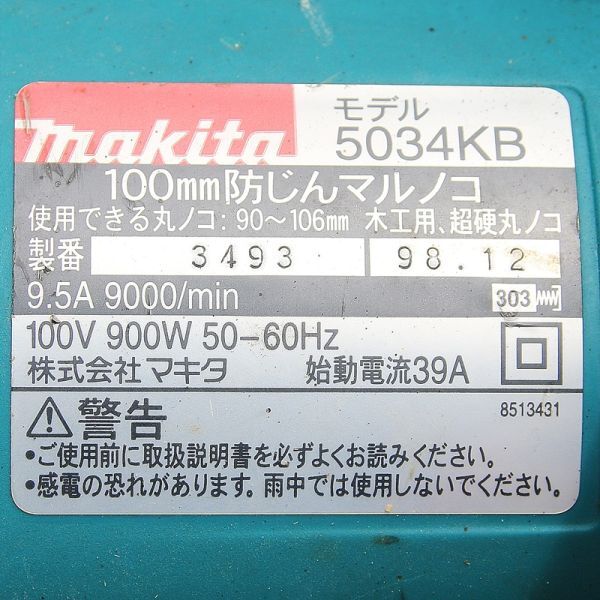 makita
モデル
5034KB
100mm防じんマルノコ
使用できる丸ノコ:90～106mm 木工用、超硬丸ノコ
製番 3493 98.12
9.5A 9000/min 303
100V 900W 50-60Hz
株式会社マキタ 始動電流39A
警告 8513431
•ご使用前に取扱説明書を必ずよくお読みください。
•感電の恐れがあります。雨中では使用しないでください。